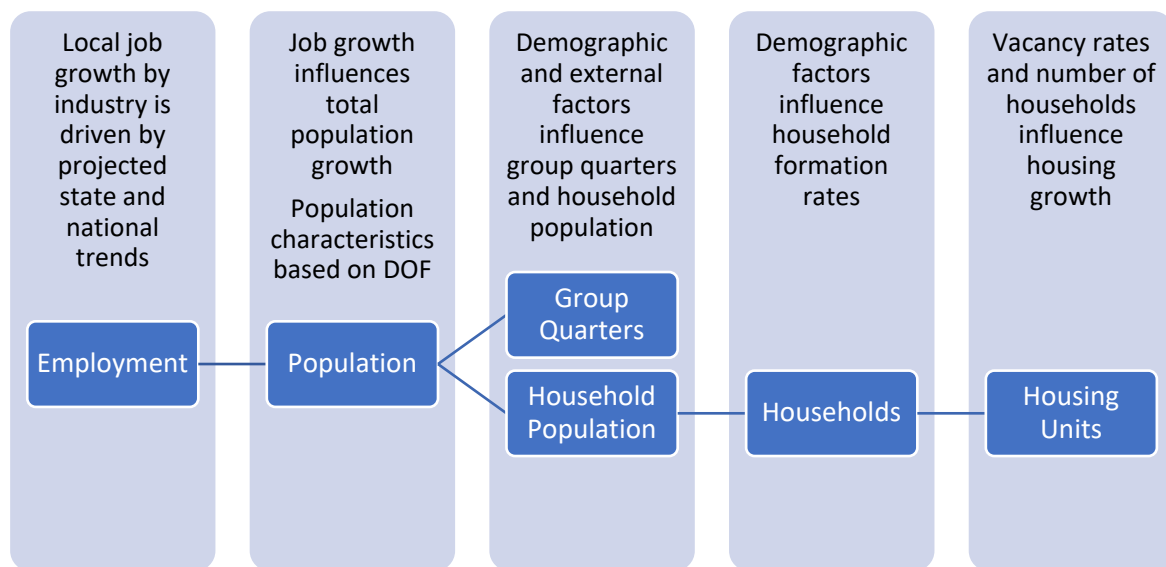 Local job
growth by
industry is
driven by
projected
state and
national
trends
Employment
Job growth
influences
total
population
growth
Population
characteristics
based on DOF
Population
Demographic
and external
factors
influence
group quarters
and household
population
Group
Quarters
Household
Population
Demographic
factors
influence
household
formation
rates
Households
Vacancy rates
and number of
households
influence
housing
growth
Housing
Units